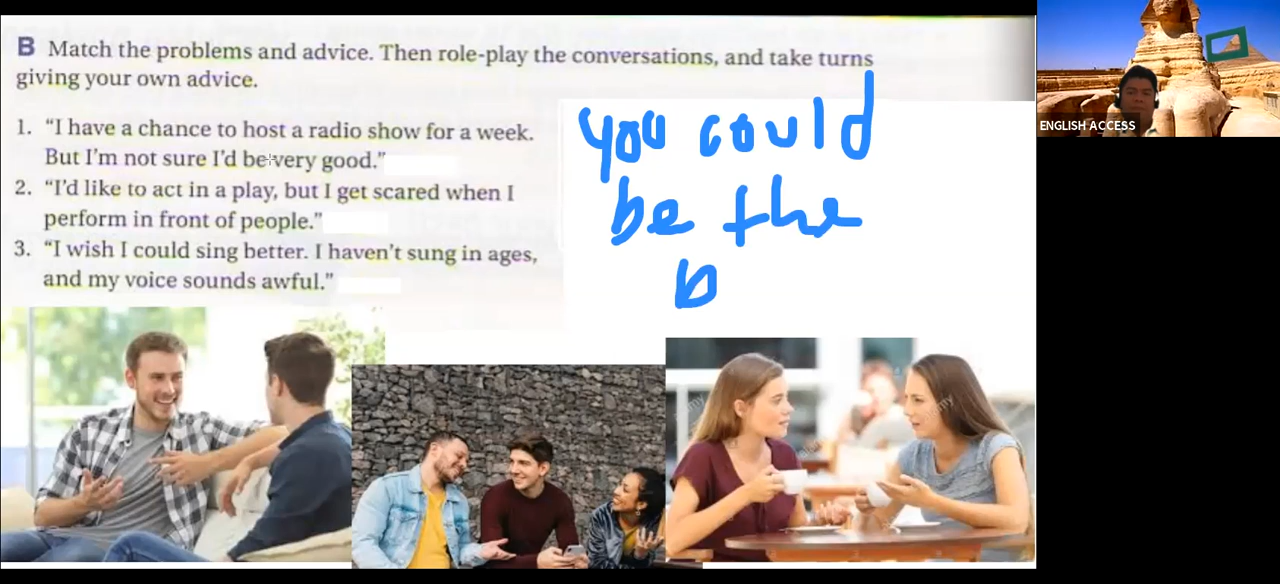 B Match the problems and advice. Then role-play the conversations, and take turns
giving your own advice.
1. “I have a chance to host a radio show for a week.
But I’m not sure I’d be very good.”
2. “I’d like to act in a play, but I get scared when I
perform in front of people.”
3. “I wish I could sing better. I haven’t sung in ages,
and my voice sounds awful.”
you could
be the
b
ENGLISH ACCESS